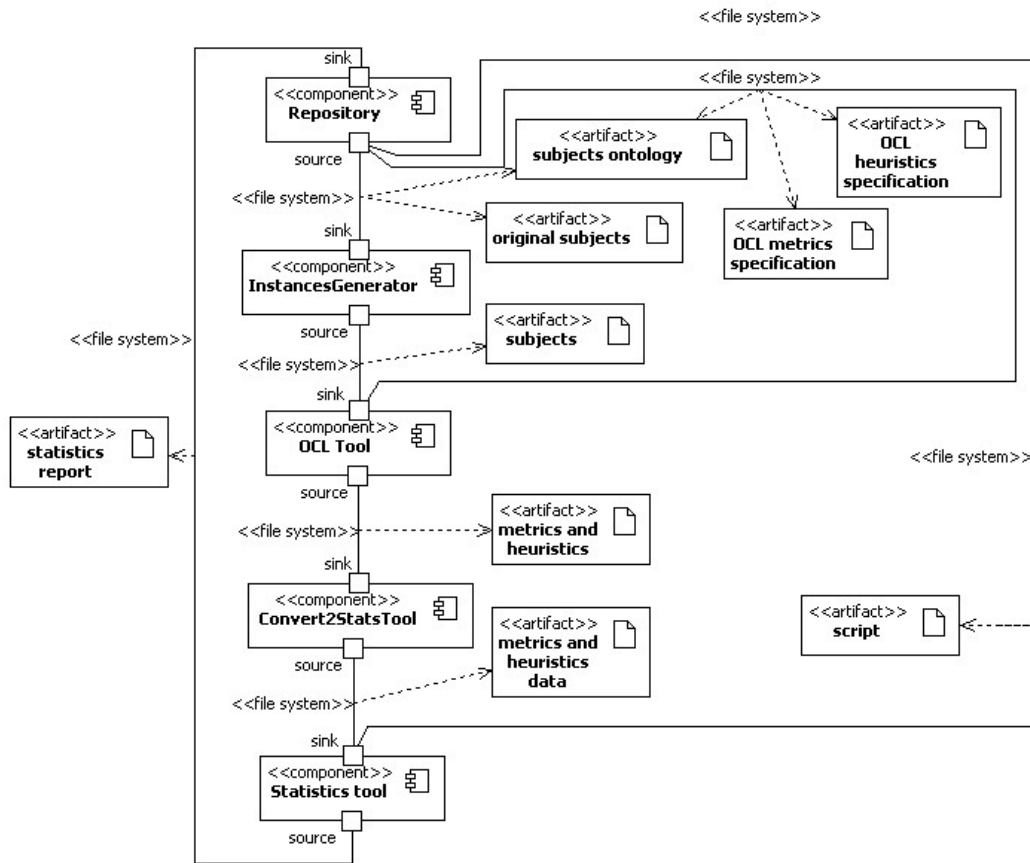 <<file system>>
sink
<<component>>
Repository
source
<<file system>>
<<artifact>>
subjects ontology
<<artifact>>
OCL
heuristics
specification
<<file system>>
<<artifact>>
original subjects
<<artifact>>
OCL metrics
specification
sink
<<component>>
InstancesGenerator
source
<<file system>>
<<artifact>>
subjects
<<file system>>
sink
<<artifact>>
statistics
report
<<component>>
OCL Tool
source
<<file system>>
<<file system>>
<<artifact>>
metrics and
heuristics
sink
<<component>>
Convert2StatsTool
source
<<artifact>>
metrics and
heuristics
data
<<artifact>>
script
<<file system>>
sink
<<component>>
Statistics tool
source